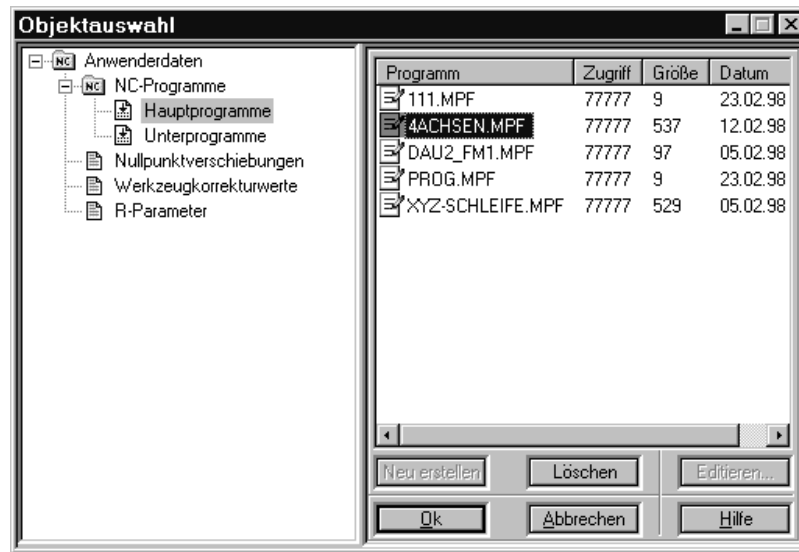 Objektauswahl
NC Anwenderdaten
NC NC-Programme
Hauptprogramme
Unterprogramme
Nullpunktverschiebungen
Werkzeugkorrekturwerte
R-Parameter
Programm Zugriff Größe Datum
111.MPF 77777 9 23.02.98
4ACHSEN.MPF 77777 537 12.02.98
DAU2_FM1.MPF 77777 97 05.02.98
PROG.MPF 77777 9 23.02.98
XYZ-SCHLEIFE.MPF 77777 529 05.02.98
Neu erstellen Löschen Editieren...
Ok Abbrechen Hilfe